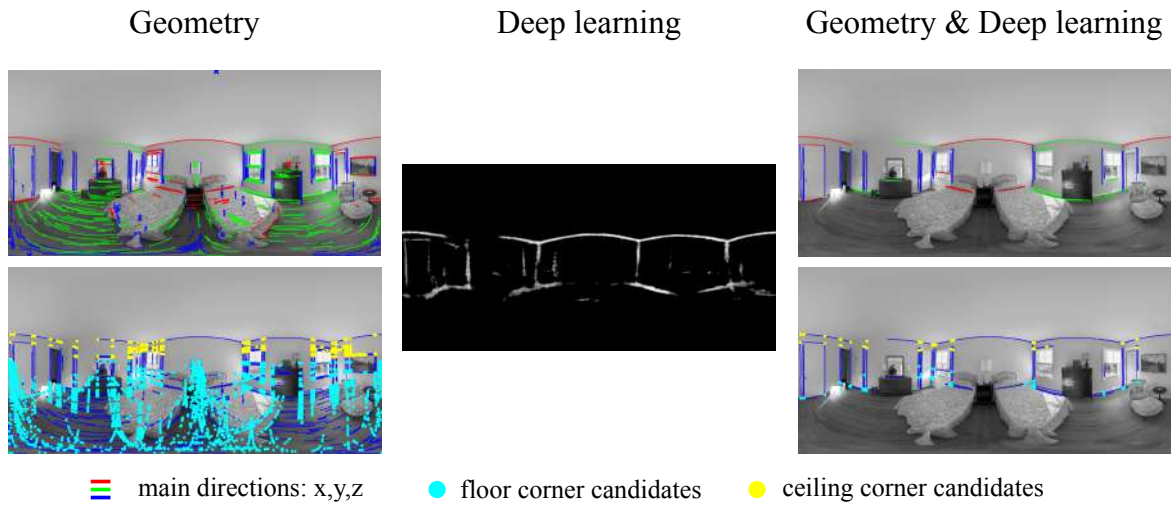 Geometry
Deep learning
Geometry & Deep learning
main directions: x,y,z
floor corner candidates
ceiling corner candidates